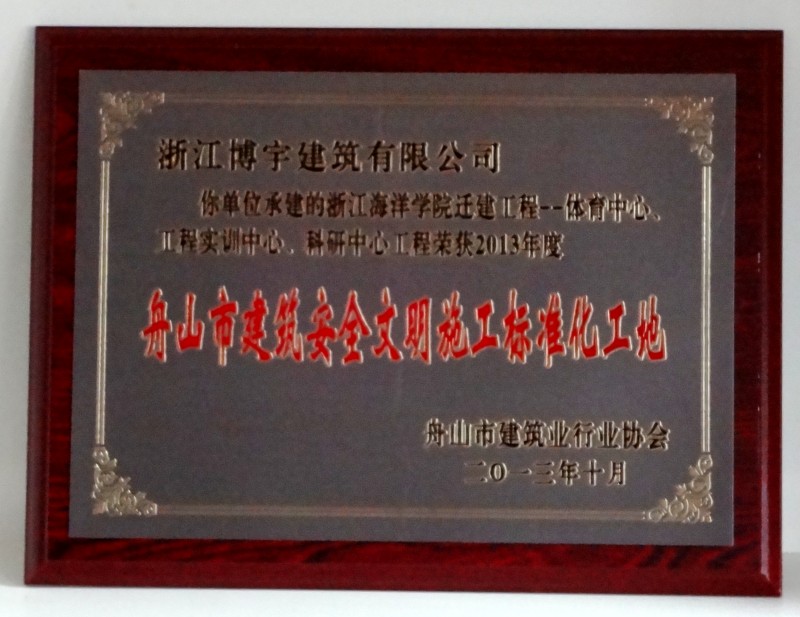 浙江博宇建筑有限公司
你单位承建的浙江海洋学院迁建工程--体育中心、
工程实训中心、科研中心工程荣获2013年度
舟山市建筑安全文明施工标准化工地
舟山市建筑业行业协会
二〇一三年十月